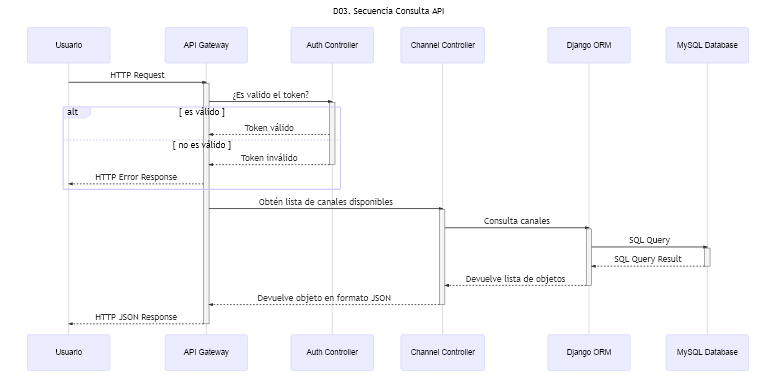 D03. Secuencia Consulta API
Usuario
API Gateway
Auth Controller
Channel Controller
Django ORM
MySQL Database
HTTP Request
¿Es valido el token?
alt
[ es válido ]
Token válido
[ no es válido ]
Token inválido
HTTP Error Response
Obtén lista de canales disponibles
Consulta canales
SQL Query
SQL Query Result
Devuelve lista de objetos
Devuelve objeto en formato JSON
HTTP JSON Response
Usuario
API Gateway
Auth Controller
Channel Controller
Django ORM
MySQL Database